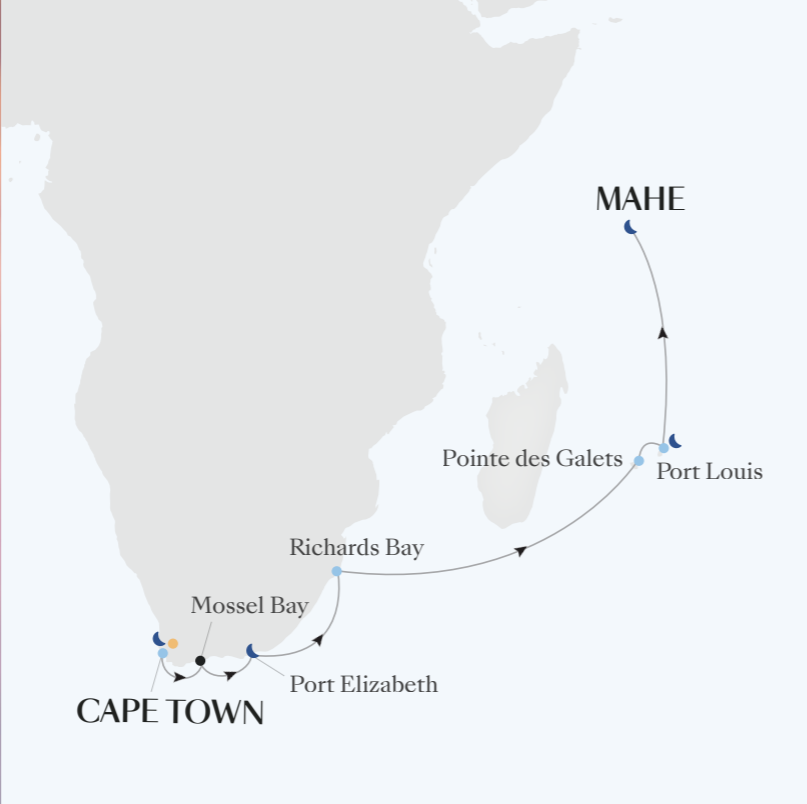 MAHE
Pointe des Galets
Port Louis
Richards Bay
Mossel Bay
Port Elizabeth
CAPE TOWN